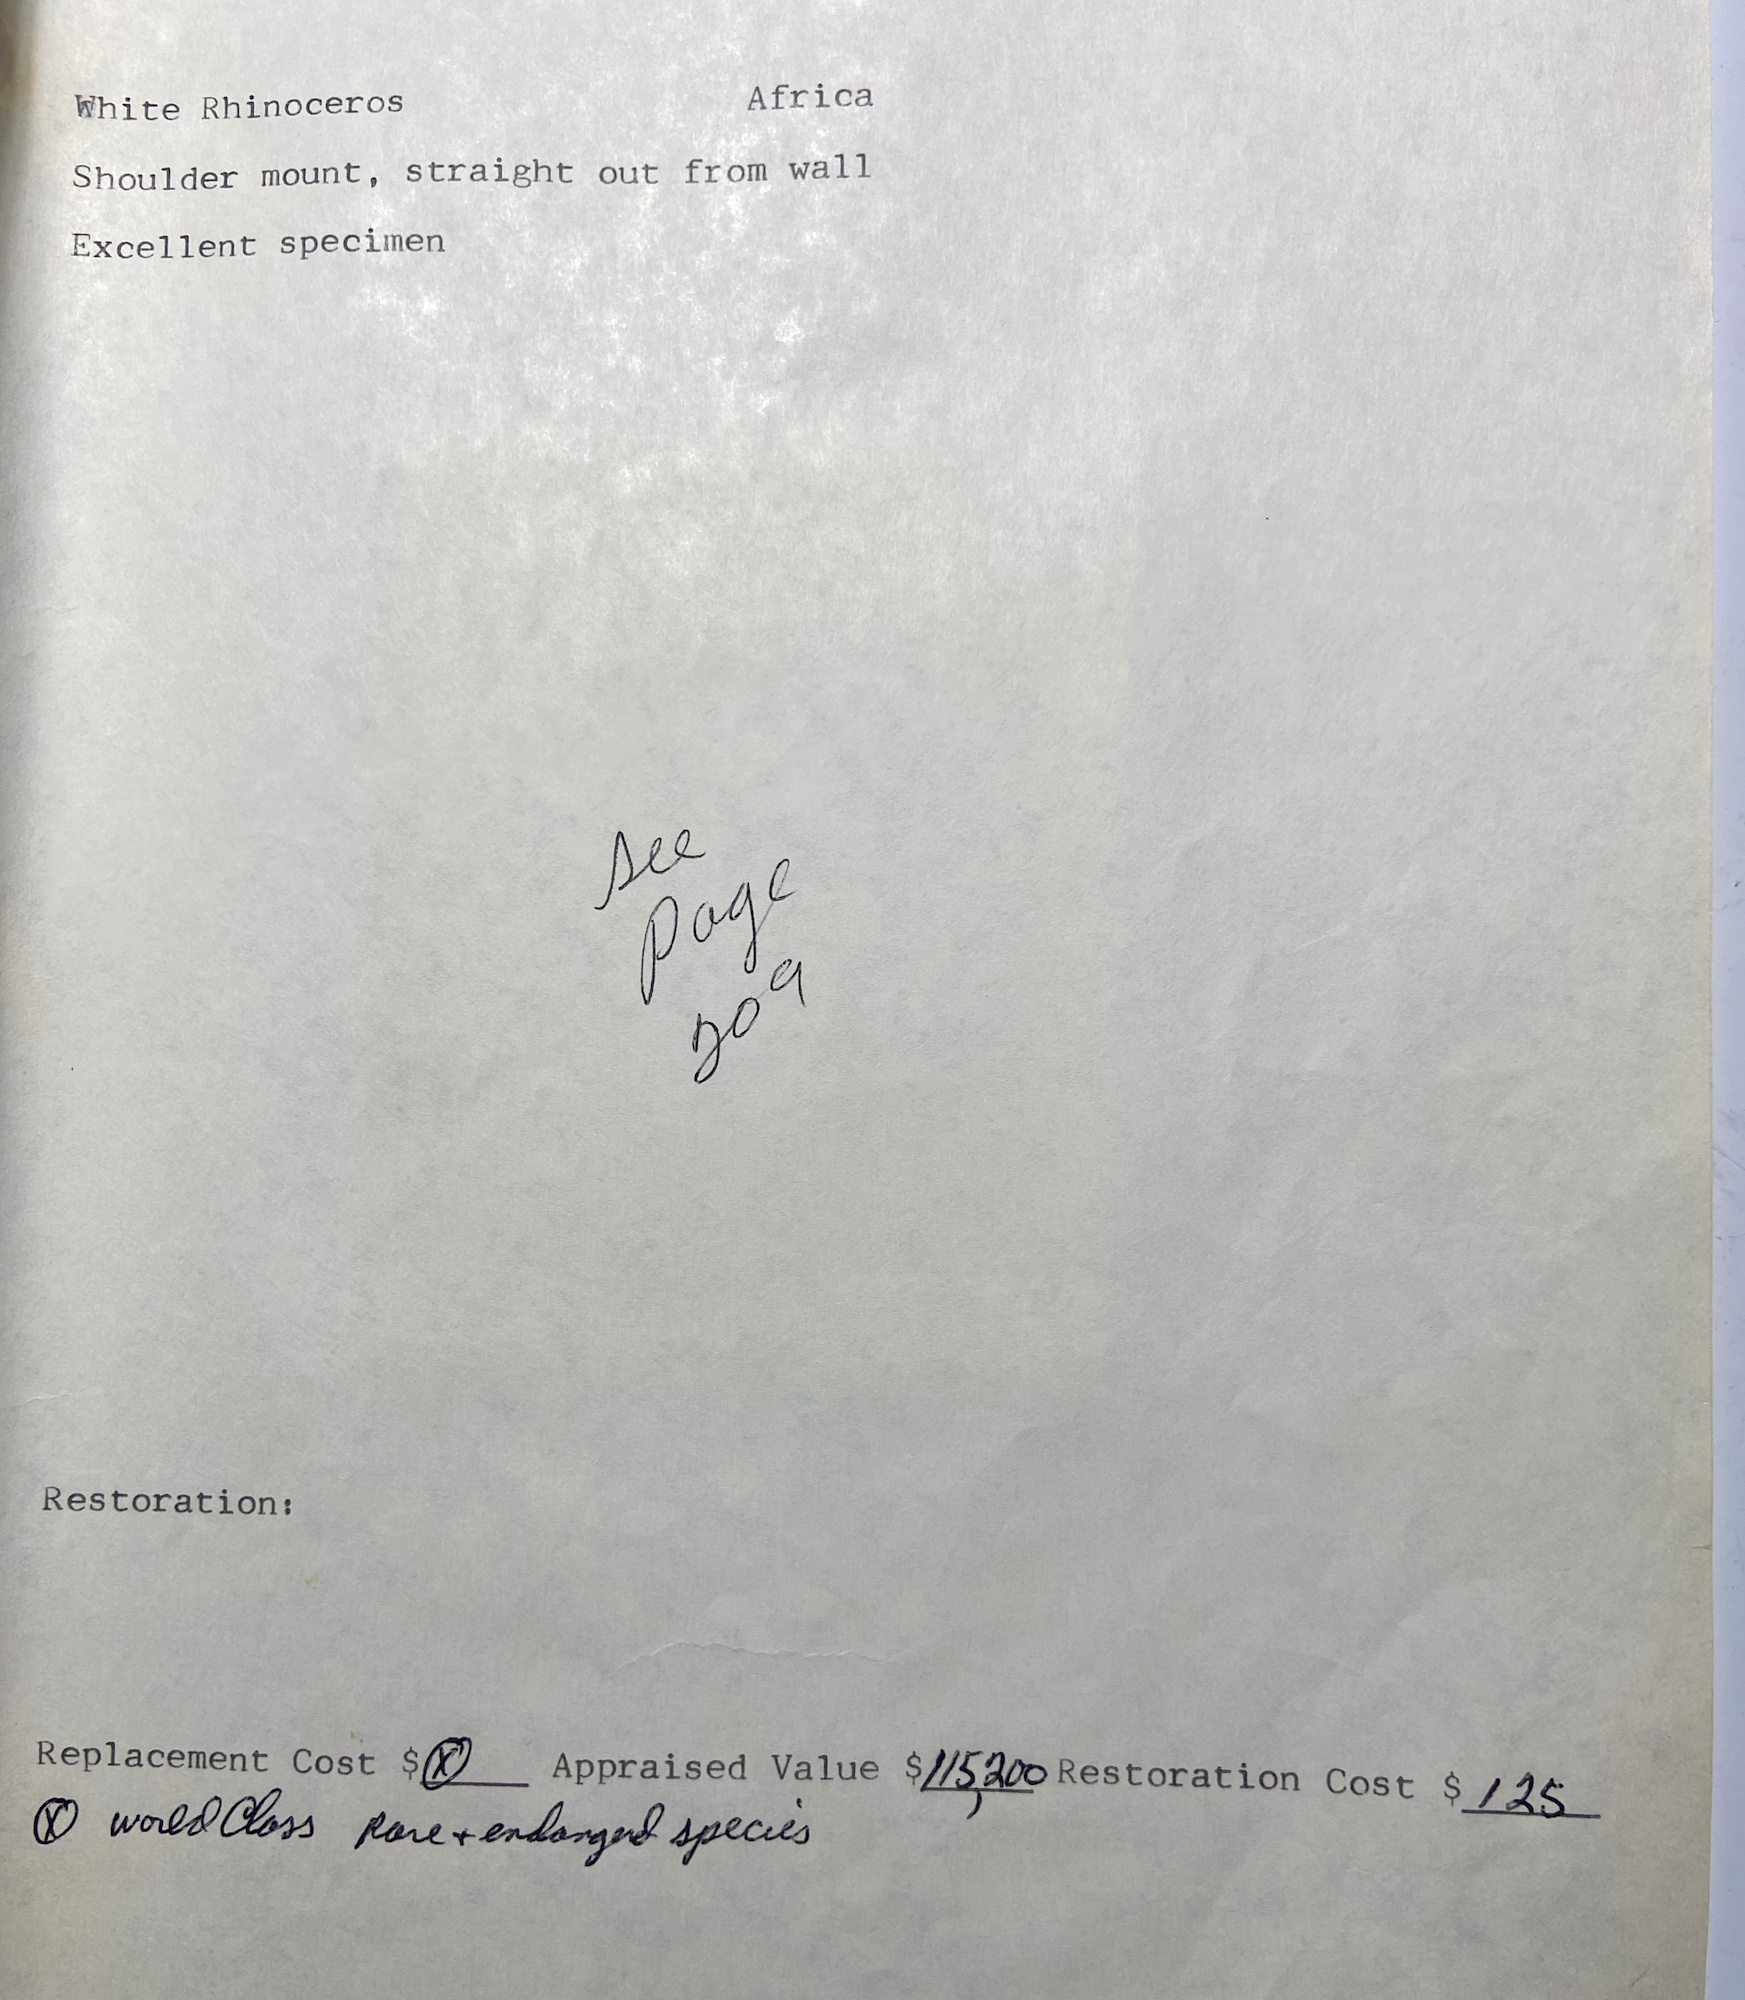 White Rhinoceros Africa
Shoulder mount, straight out from wall
Excellent specimen
see
Page
209
Restoration:
Replacement Cost $ⓧ Appraised Value $115,200 Restoration Cost $125
ⓧ world Class Rare + endangerd species